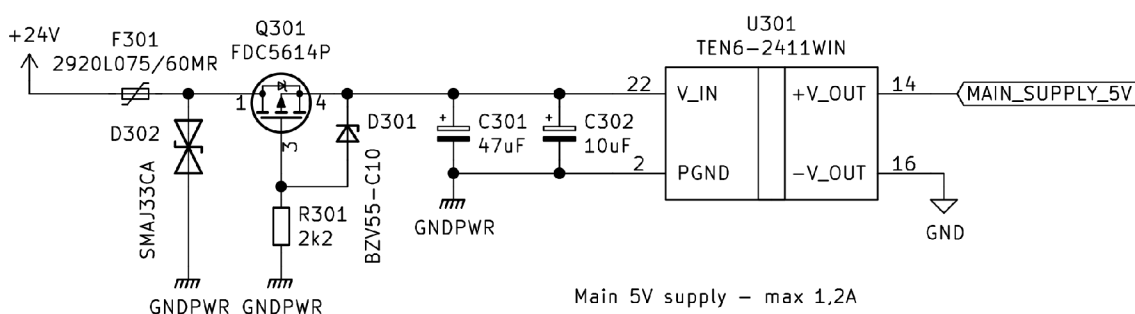 +24V
F301
2920L075/60MR
Q301
FDC5614P
1
4
3
D302
SMAJ33CA
GNDPWR
R301
2k2
GNDPWR
D301
BZV55-C10
+
C301
47uF
+
C302
10uF
GNDPWR
U301
TEN6-2411WIN
22
V_IN
2
PGND
+V_OUT
14
-V_OUT
16
MAIN_SUPPLY_5V
GND
Main 5V supply - max 1,2A